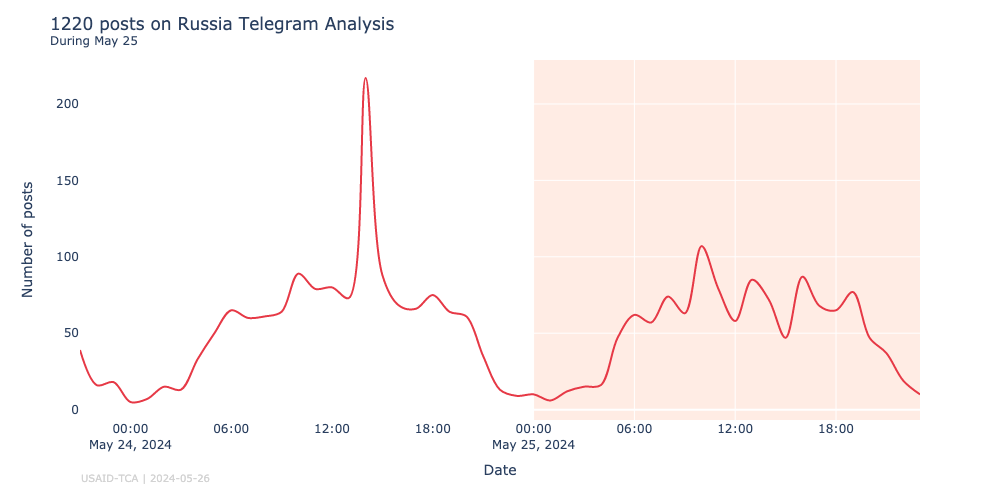 1220 posts on Russia Telegram Analysis
During May 25
Number of posts
200
150
100
50
0
00:00 06:00 12:00 18:00 00:00 06:00 12:00 18:00
May 24, 2024 May 25, 2024
Date
USAID-TCA | 2024-05-26